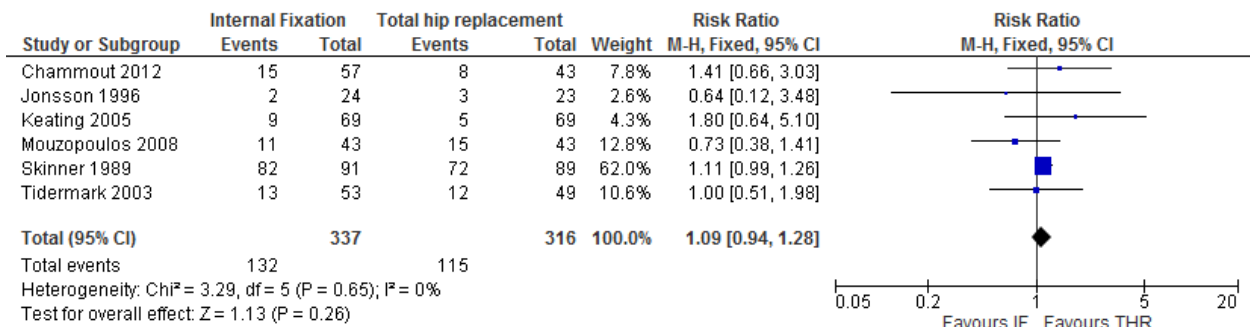 Internal Fixation Total hip replacement Risk Ratio Risk Ratio
Study or Subgroup Events Total Events Total Weight M-H, Fixed, 95% CI M-H, Fixed, 95% CI
Chammout 2012 15 57 8 43 7.8% 1.41 [0.66, 3.03]
Jonsson 1996 2 24 3 23 2.6% 0.64 [0.12, 3.48]
Keating 2005 9 69 5 69 4.3% 1.80 [0.64, 5.10]
Mouzopoulos 2008 11 43 15 43 12.8% 0.73 [0.38, 1.41]
Skinner 1989 82 91 72 89 62.0% 1.11 [0.99, 1.26]
Tidermark 2003 13 53 12 49 10.6% 1.00 [0.51, 1.98]
Total (95% CI) 337 316 100.0% 1.09 [0.94, 1.28]
Total events 132 115
Heterogeneity: Chi² = 3.29, df = 5 (P = 0.65); I² = 0%
Test for overall effect: Z = 1.13 (P = 0.26)
0.05 0.2 1 5 20
Favours IF Favours THR